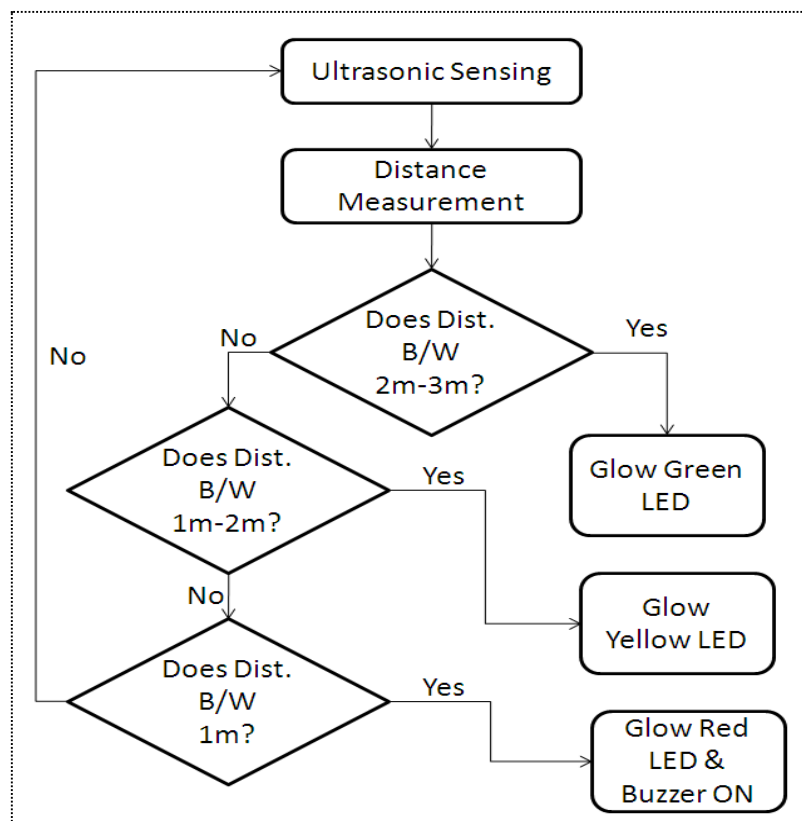 Ultrasonic Sensing
Distance
Measurement
Does Dist.
B/W
2m-3m?
No
Yes
No
Glow Green
LED
Does Dist.
B/W
1m-2m?
Yes
No
Glow
Yellow LED
Does Dist.
B/W
1m?
Yes
Glow Red
LED &
Buzzer ON